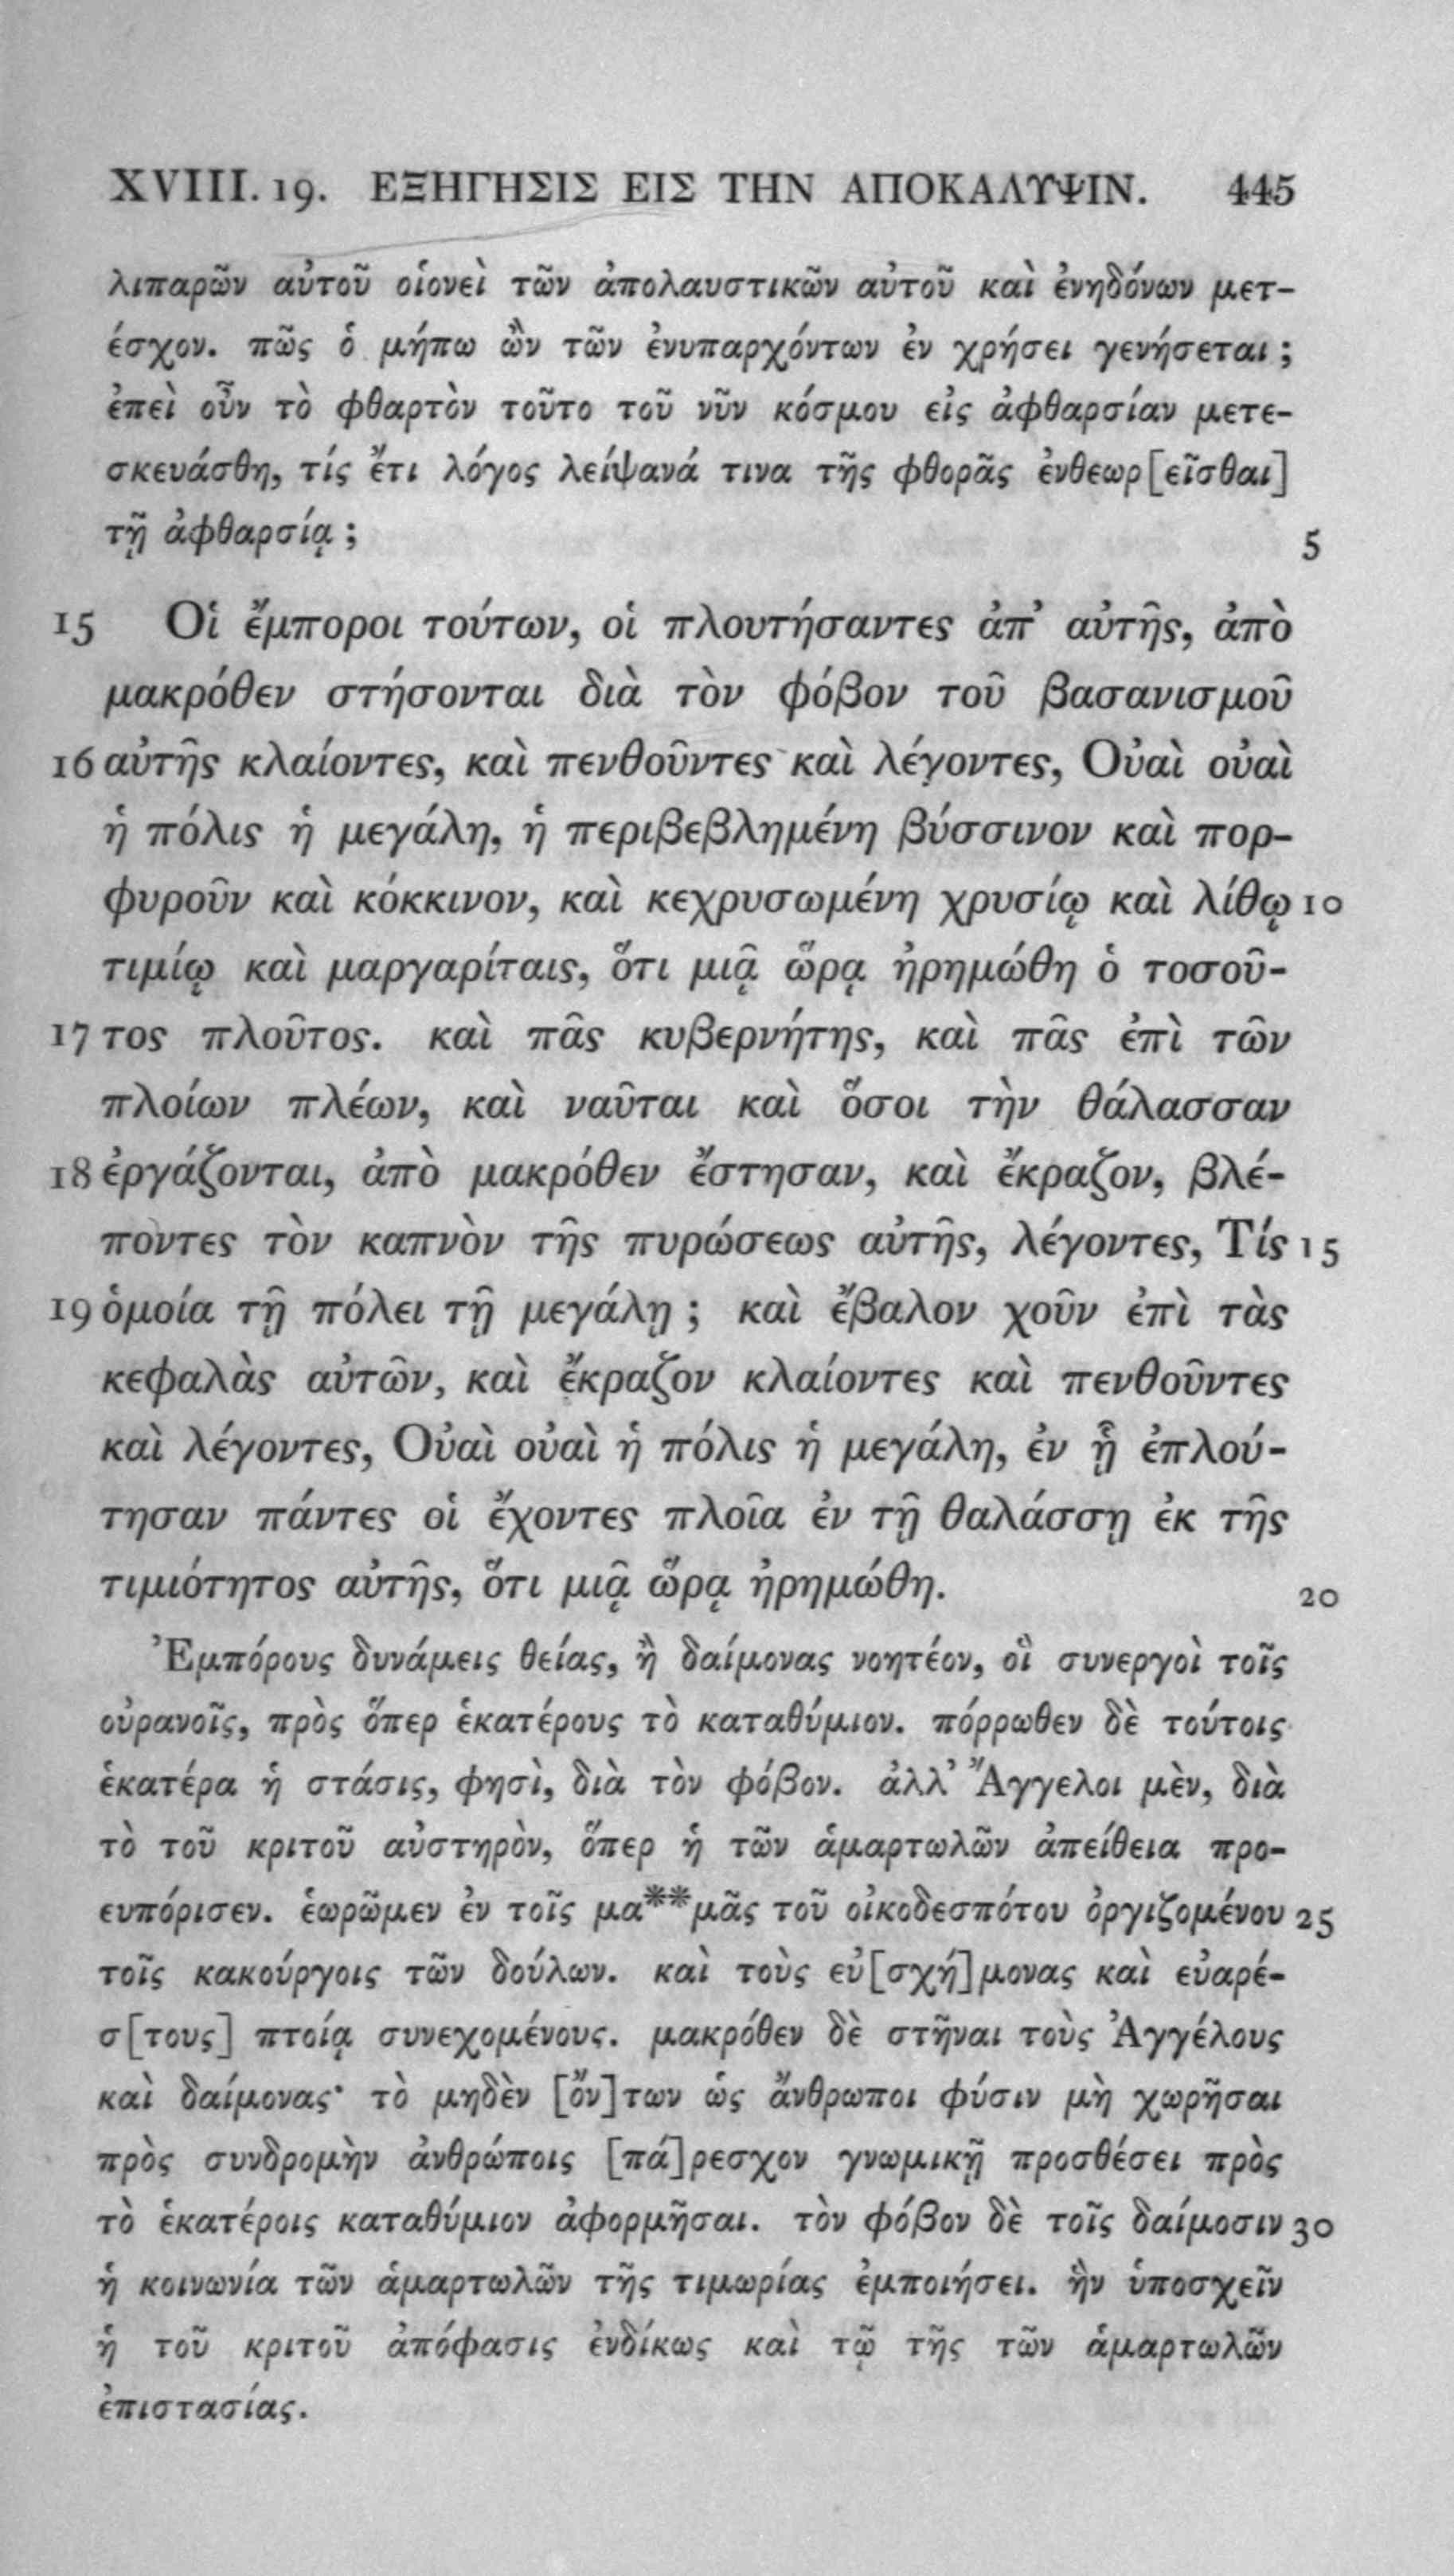 XVIII. 19. ΕΞΗΓΗΣΙΣ ΕΙΣ ΤΗΝ ΑΠΟΚΑΛΥΨΙΝ. 445
λιπαρῶν αὐτοῦ οἱονεὶ τῶν ἀπολαυστικῶν αὐτοῦ καὶ ἐνηδόνων μετ-
έσχον. πῶς ὁ μήπω ὢν τῶν ἐνυπαρχόντων ἐν χρήσει γενήσεται ;
ἐπεὶ οὖν τὸ φθαρτὸν τοῦτο τοῦ νῦν κόσμου εἰς ἀφθαρσίαν μετε-
σκευάσθη, τίς ἔτι λόγος λείψανά τινα τῆς φθορᾶς ἐνθεωρ[εῖσθαι]
τῇ ἀφθαρσίᾳ ; 5
15 Οἱ ἔμποροι τούτων, οἱ πλουτήσαντες ἀπ’ αὐτῆς, ἀπὸ
μακρόθεν στήσονται διὰ τὸν φόβον τοῦ βασανισμοῦ
16 αὐτῆς κλαίοντες, καὶ πενθοῦντες καὶ λέγοντες, Οὐαὶ οὐαὶ
ἡ πόλις ἡ μεγάλη, ἡ περιβεβλημένη βύσσινον καὶ πορ-
φυροῦν καὶ κόκκινον, καὶ κεχρυσωμένη χρυσίῳ καὶ λίθῳ 10
τιμίῳ καὶ μαργαρίταις, ὅτι μιᾷ ὥρᾳ ἠρημώθη ὁ τοσοῦ-
17 τος πλοῦτος. καὶ πᾶς κυβερνήτης, καὶ πᾶς ἐπὶ τῶν
πλοίων πλέων, καὶ ναῦται καὶ ὅσοι τὴν θάλασσαν
18 ἐργάζονται, ἀπὸ μακρόθεν ἔστησαν, καὶ ἔκραζον, βλέ-
ποντες τὸν καπνὸν τῆς πυρώσεως αὐτῆς, λέγοντες, Τίς 15
19 ὁμοία τῇ πόλει τῇ μεγάλῃ ; καὶ ἔβαλον χοῦν ἐπὶ τὰς
κεφαλὰς αὐτῶν, καὶ ἔκραζον κλαίοντες καὶ πενθοῦντες
καὶ λέγοντες, Οὐαὶ οὐαὶ ἡ πόλις ἡ μεγάλη, ἐν ᾗ ἐπλού-
τησαν πάντες οἱ ἔχοντες πλοῖα ἐν τῇ θαλάσσῃ ἐκ τῆς
τιμιότητος αὐτῆς, ὅτι μιᾷ ὥρᾳ ἠρημώθη. 20
Ἐμπόρους δυνάμεις θείας, ἢ δαίμονας νοητέον, οἳ συνεργοὶ τοῖς
οὐρανοῖς, πρὸς ὅπερ ἑκατέρους τὸ καταθύμιον. πόρρωθεν δὲ τούτοις
ἑκατέρα ἡ στάσις, φησὶ, διὰ τὸν φόβον. ἀλλ’ Ἄγγελοι μὲν, διὰ
τὸ τοῦ κριτοῦ αὐστηρὸν, ὅπερ ἡ τῶν ἁμαρτωλῶν ἀπείθεια προ-
ευπόρισεν. ἑωρῶμεν ἐν τοῖς μα**μᾶς τοῦ οἰκοδεσπότου ὀργιζομένου 25
τοῖς κακούργοις τῶν δούλων. καὶ τοὺς εὐ[σχή]μονας καὶ εὐαρέ-
σ[τους] πτοίᾳ συνεχομένους. μακρόθεν δὲ στῆναι τοὺς Ἀγγέλους
καὶ δαίμονας· τὸ μηδὲν [ὄν]των ὡς ἄνθρωποι φύσιν μὴ χωρῆσαι
πρὸς συνδρομὴν ἀνθρώποις [πά]ρεσχον γνωμικῇ προσθέσει πρὸς
τὸ ἑκατέροις καταθύμιον ἀφορμῆσαι. τὸν φόβον δὲ τοῖς δαίμοσιν 30
ἡ κοινωνία τῶν ἁμαρτωλῶν τῆς τιμωρίας ἐμποιήσει. ἣν ὑποσχεῖν
ἡ τοῦ κριτοῦ ἀπόφασις ἐνδίκως καὶ τῷ τῆς τῶν ἁμαρτωλῶν
ἐπιστασίας.